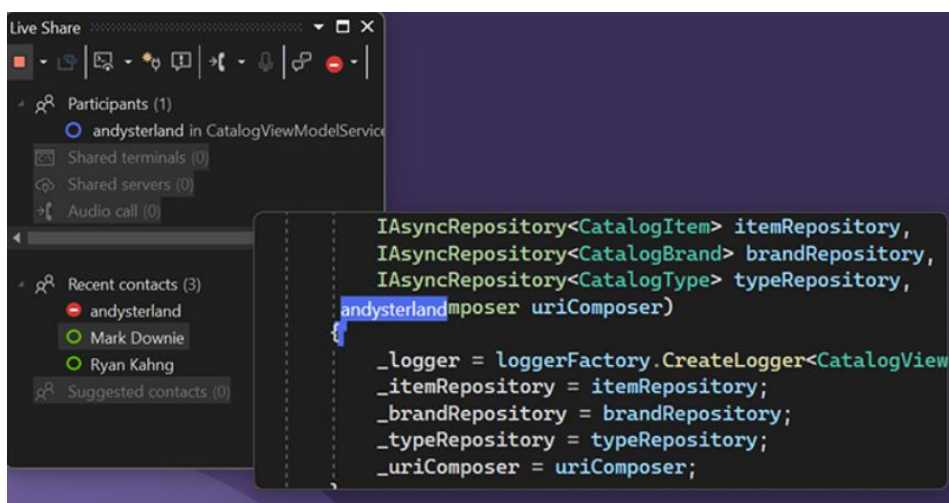 Live Share
Participants (1)
andysterland in CatalogViewModelService
Shared terminals (0)
Shared servers (0)
Audio call (0)
Recent contacts (3)
andysterland
Mark Downie
Ryan Kahng
Suggested contacts (0)
IAsyncRepository<CatalogItem> itemRepository,
IAsyncRepository<CatalogBrand> brandRepository,
IAsyncRepository<CatalogType> typeRepository,
andysterland mposer uriComposer)
{
_logger = loggerFactory.CreateLogger<CatalogView
_itemRepository = itemRepository;
_brandRepository = brandRepository;
_typeRepository = typeRepository;
_uriComposer = uriComposer;